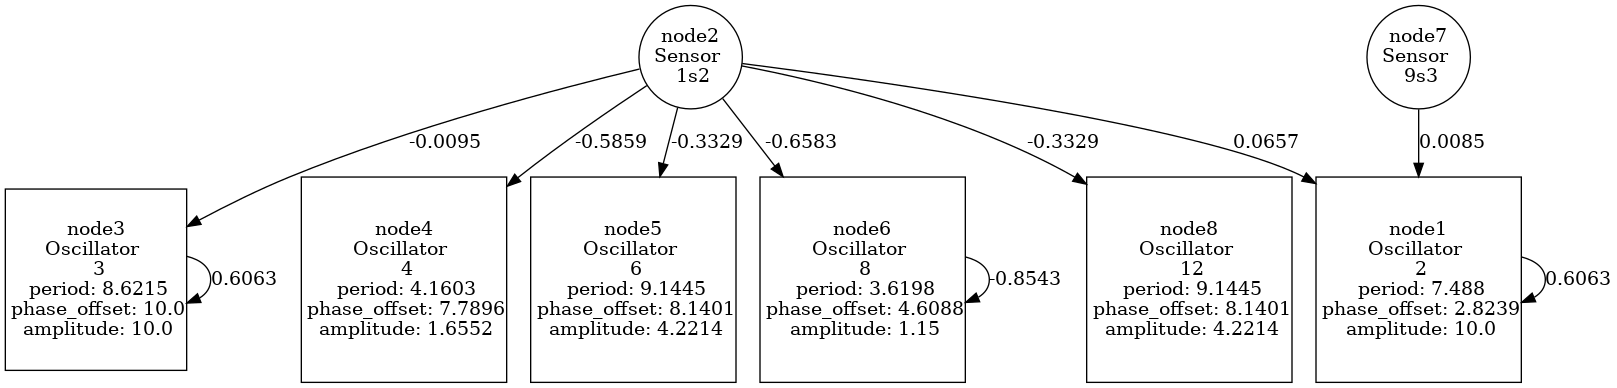 node2
Sensor
1s2
node7
Sensor
9s3
-0.0095
-0.5859
-0.3329
-0.6583
-0.3329
0.0657
0.0085
node3
Oscillator
3
period: 8.6215
phase_offset: 10.0
amplitude: 10.0
0.6063
node4
Oscillator
4
period: 4.1603
phase_offset: 7.7896
amplitude: 1.6552
node5
Oscillator
6
period: 9.1445
phase_offset: 8.1401
amplitude: 4.2214
node6
Oscillator
8
period: 3.6198
phase_offset: 4.6088
amplitude: 1.15
-0.8543
node8
Oscillator
12
period: 9.1445
phase_offset: 8.1401
amplitude: 4.2214
node1
Oscillator
2
period: 7.488
phase_offset: 2.8239
amplitude: 10.0
0.6063